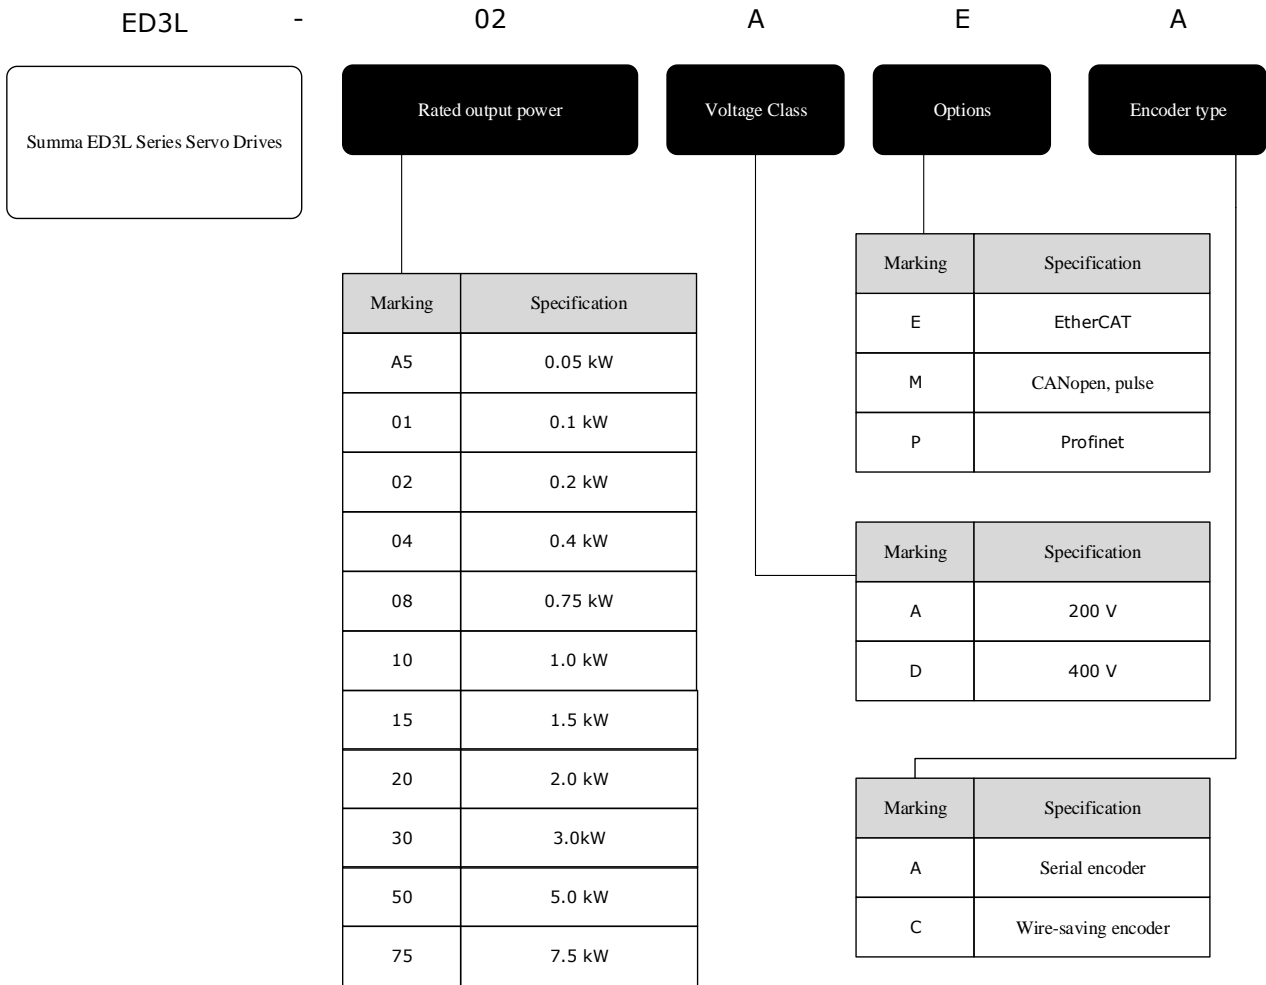 ED3L - 02 A E A
Summa ED3L Series Servo Drives
Rated output power
Voltage Class
Options
Encoder type
Marking Specification
A5 0.05 kW
01 0.1 kW
02 0.2 kW
04 0.4 kW
08 0.75 kW
10 1.0 kW
15 1.5 kW
20 2.0 kW
30 3.0kW
50 5.0 kW
75 7.5 kW
Marking Specification
E EtherCAT
M CANopen, pulse
P Profinet
Marking Specification
A 200 V
D 400 V
Marking Specification
A Serial encoder
C Wire-saving encoder